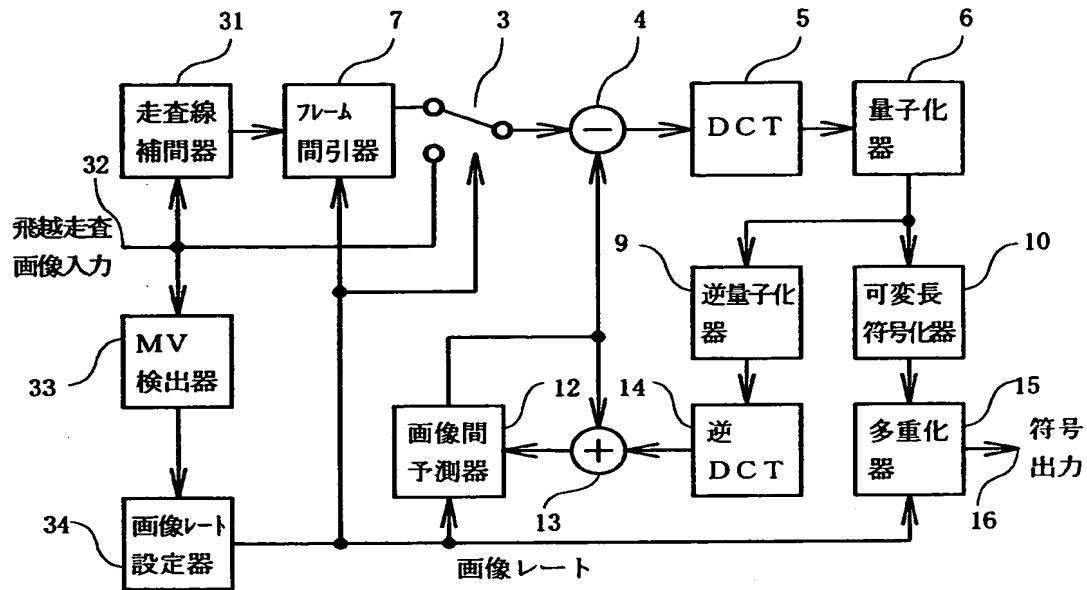 31
7
3
4
5
6
走査線
補間器
フレーム
間引器
−
DCT
量子化
器
32
飛越走査
画像入力
9
10
逆量子化
器
可変長
符号化器
MV
検出器
33
12
14
15
画像間
予測器
+
逆
DCT
多重化
器
符号
出力
13
16
34
画像レート
設定器
画像レート